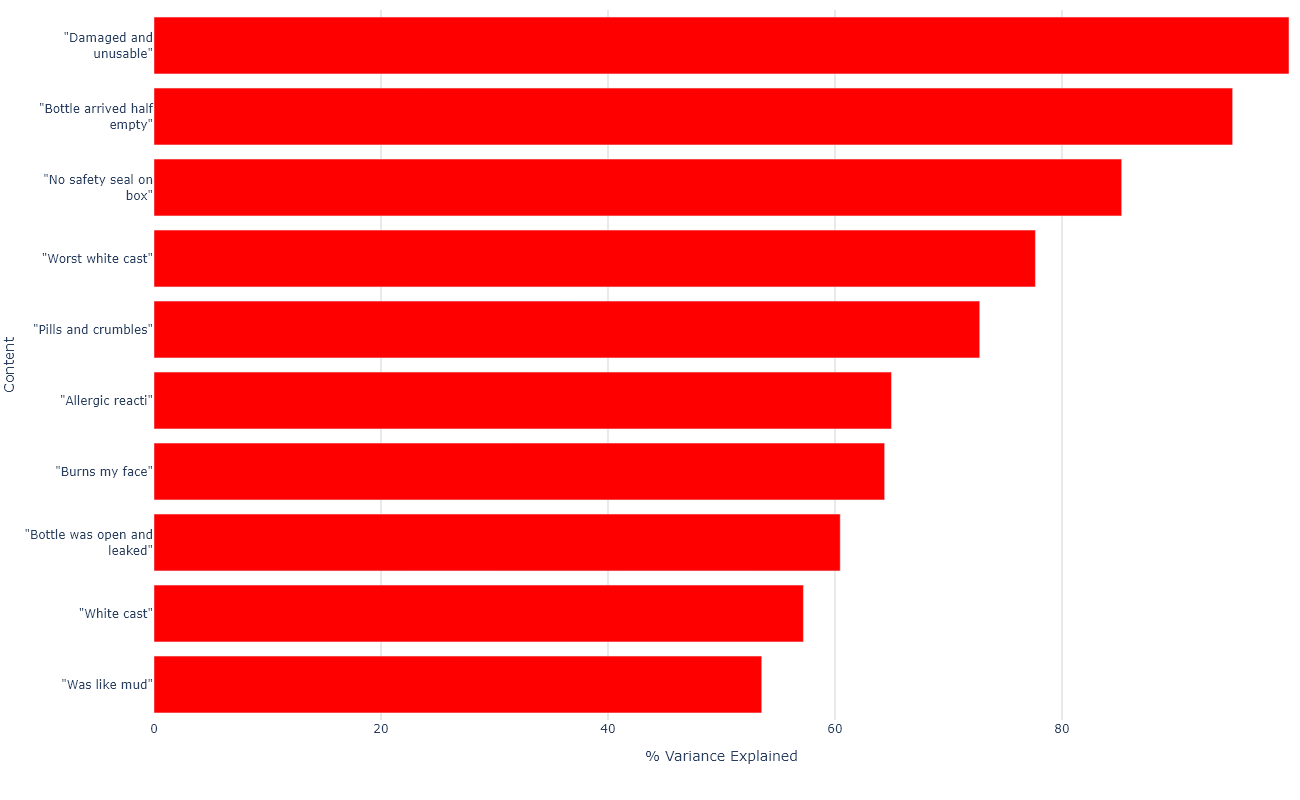 "Damaged and
unusable"
"Bottle arrived half
empty"
"No safety seal on
box"
"Worst white cast"
"Pills and crumbles"
"Allergic reacti"
"Burns my face"
"Bottle was open and
leaked"
"White cast"
"Was like mud"
Content
0 20 40 60 80
% Variance Explained